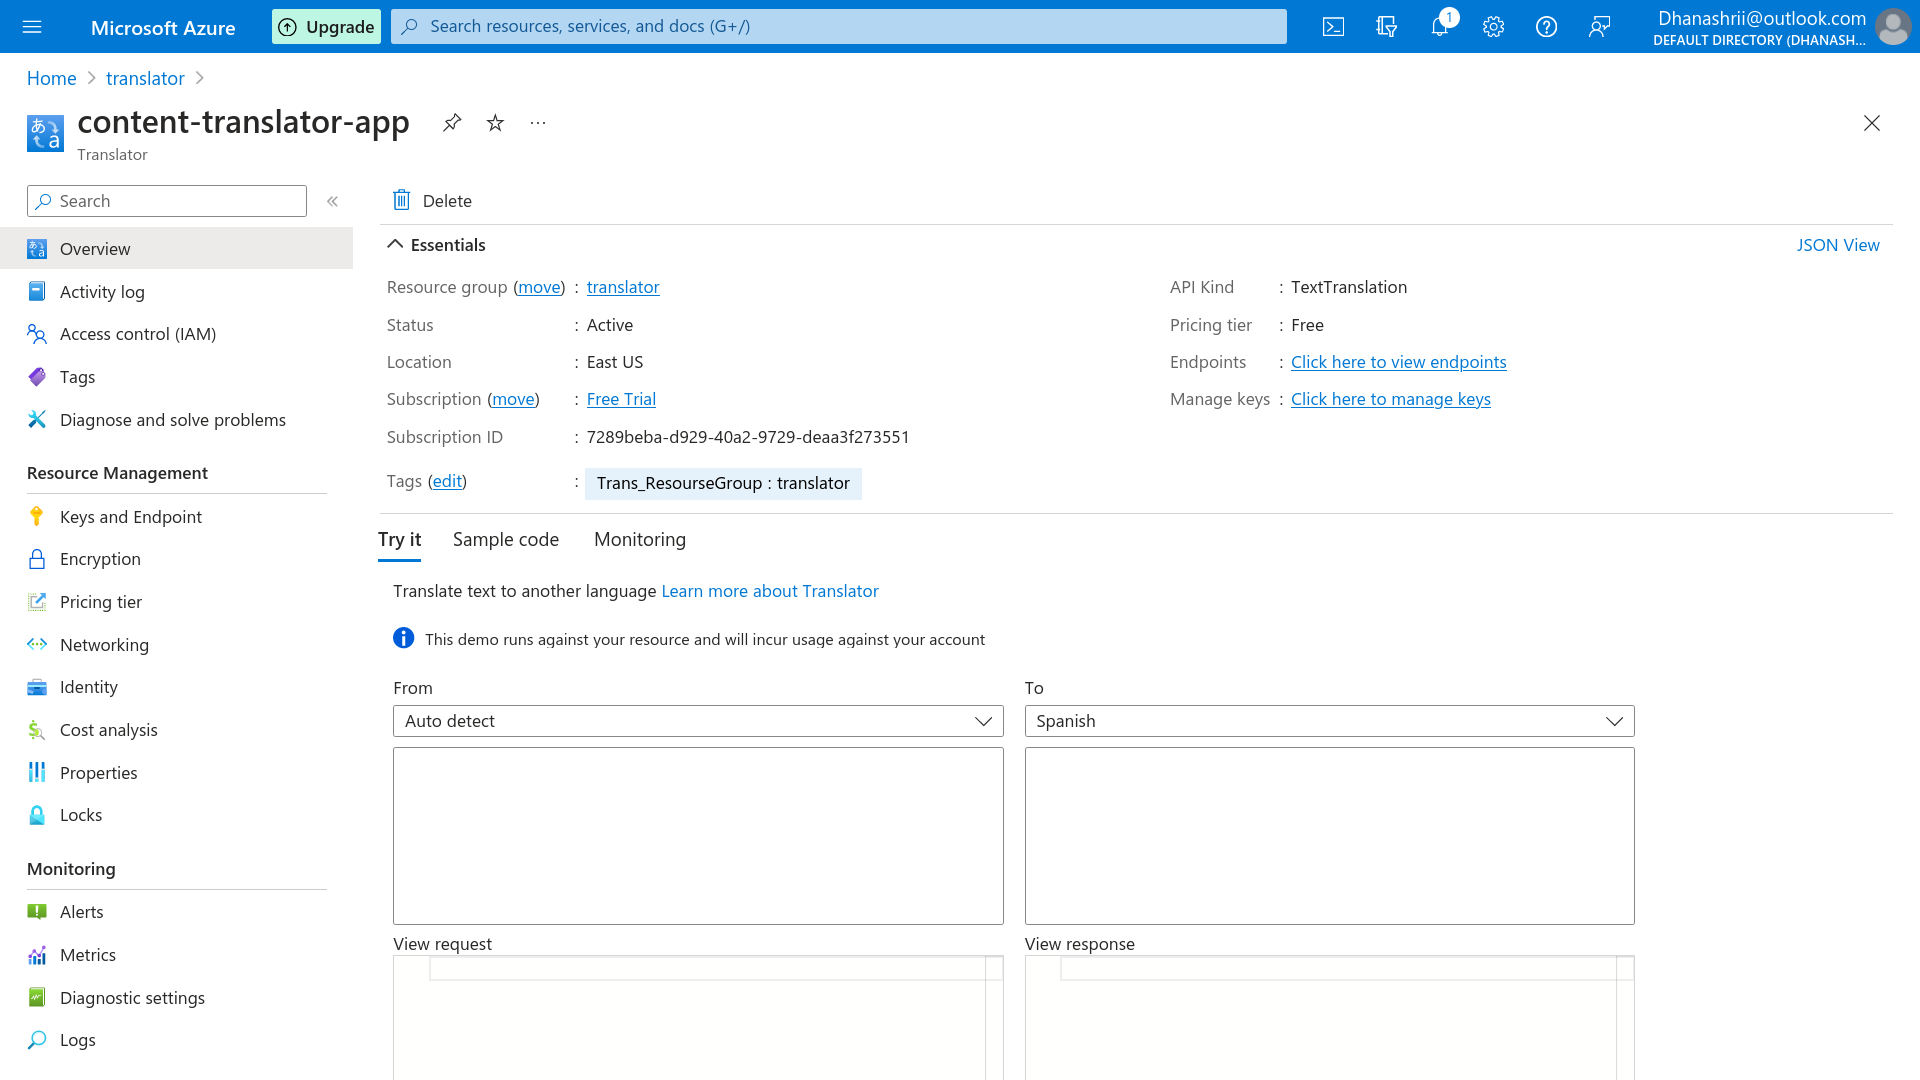 Microsoft Azure
Upgrade
Search resources, services, and docs (G+/)
1
Dhanashrii@outlook.com
DEFAULT DIRECTORY (DHANASH...
Home > translator >
content-translator-app
Translator
Search
Overview
Activity log
Access control (IAM)
Tags
Diagnose and solve problems
Resource Management
Keys and Endpoint
Encryption
Pricing tier
Networking
Identity
Cost analysis
Properties
Locks
Monitoring
Alerts
Metrics
Diagnostic settings
Logs
Delete
Essentials
JSON View
Resource group (move) : translator
Status : Active
Location : East US
Subscription (move) : Free Trial
Subscription ID : 7289beba-d929-40a2-9729-deaa3f273551
Tags (edit) : Trans_ResourseGroup : translator
API Kind : TextTranslation
Pricing tier : Free
Endpoints : Click here to view endpoints
Manage keys : Click here to manage keys
Try it
Sample code
Monitoring
Translate text to another language Learn more about Translator
This demo runs against your resource and will incur usage against your account
From
Auto detect
To
Spanish
View request
View response